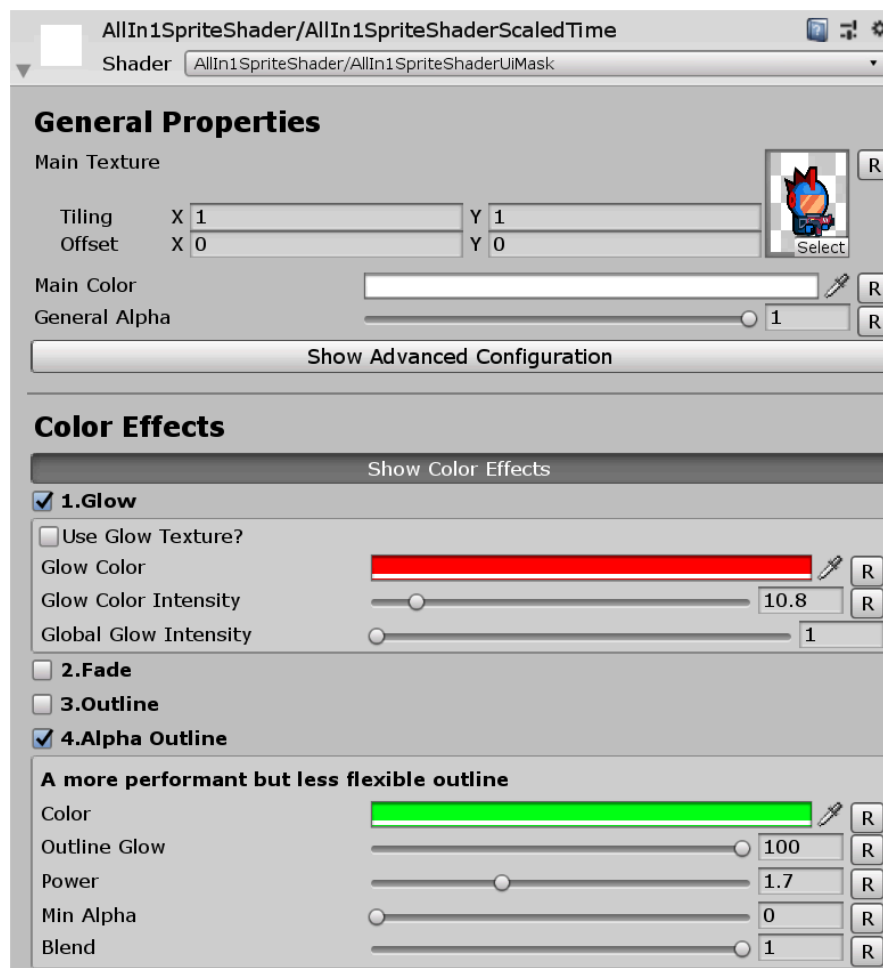 AllIn1SpriteShader/AllIn1SpriteShaderScaledTime
Shader AllIn1SpriteShader/AllIn1SpriteShaderUiMask
General Properties
Main Texture R
Tiling X 1 Y 1
Offset X 0 Y 0
Select
Main Color R
General Alpha 1 R
Show Advanced Configuration
Color Effects
Show Color Effects
1.Glow
Use Glow Texture?
Glow Color R
Glow Color Intensity 10.8 R
Global Glow Intensity 1
2.Fade
3.Outline
4.Alpha Outline
A more performant but less flexible outline
Color R
Outline Glow 100 R
Power 1.7 R
Min Alpha 0 R
Blend 1 R